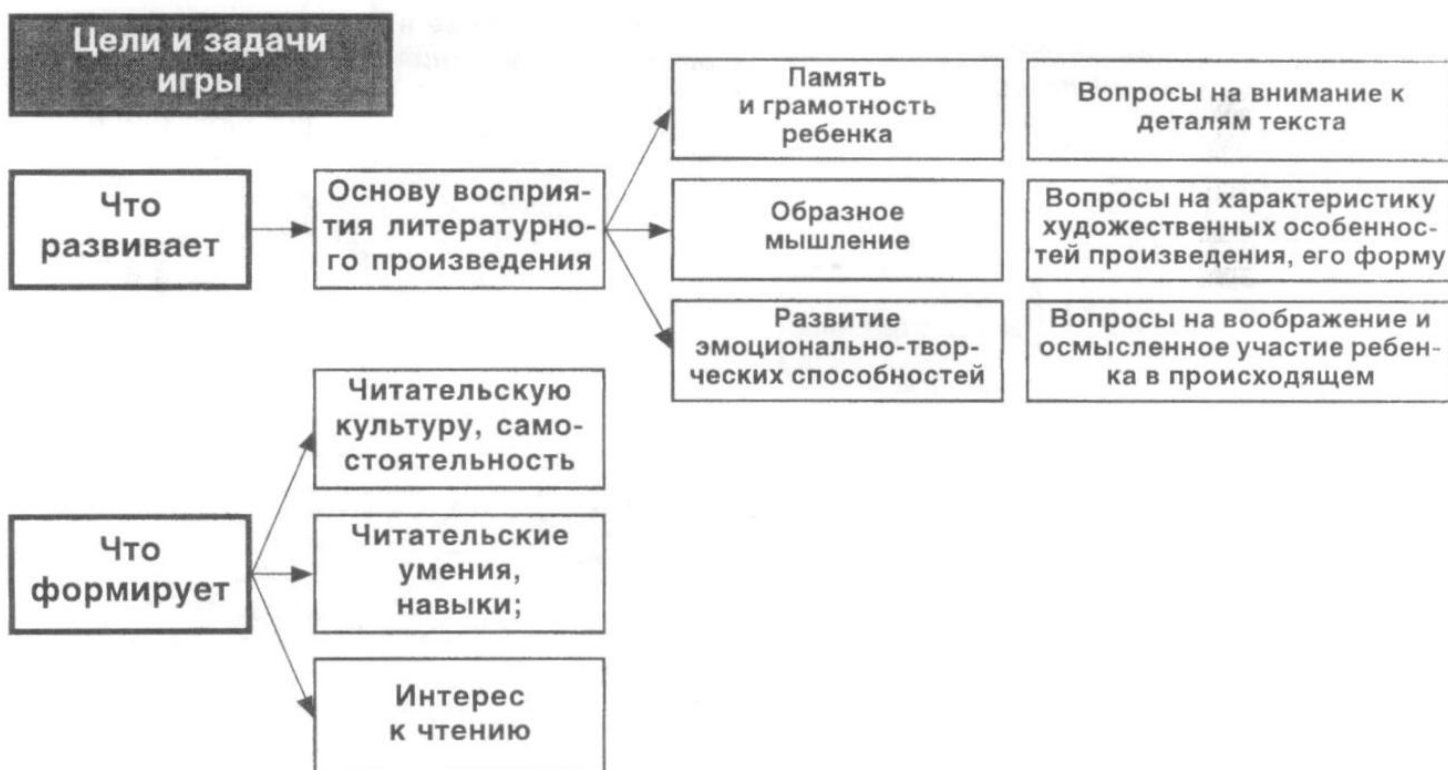 Цели и задачи
игры
Что
развивает
Основу восприя-
тия литературно-
го произведения
Память
и грамотность
ребенка
Вопросы на внимание к
деталям текста
Образное
мышление
Вопросы на характеристику
художественных особеннос-
тей произведения, его форму
Развитие
эмоционально-твор-
ческих способностей
Вопросы на воображение и
осмысленное участие ребен-
ка в происходящем
Что
формирует
Читательскую
культуру, само-
стоятельность
Читательские
умения,
навыки;
Интерес
к чтению